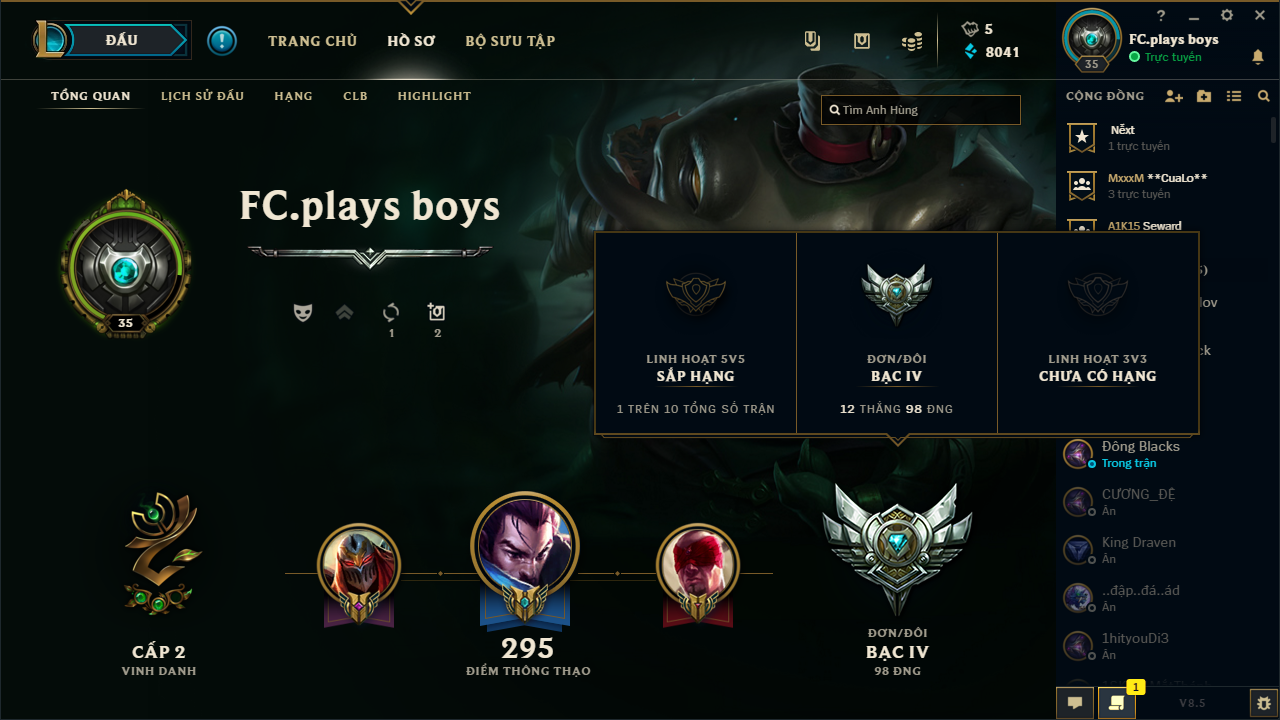 ĐẤU
TRANG CHỦ
HỒ SƠ
BỘ SƯU TẬP
5
8041
35
FC.plays boys
Trực tuyến
TỔNG QUAN
LỊCH SỬ ĐẤU
HẠNG
CLB
HIGHLIGHT
Tìm Anh Hùng
CỘNG ĐỒNG
Nẽxt
1 trực tuyến
MxxxM **CuaLo**
3 trực tuyến
A1K15 Seward
FC.plays boys
35
1
2
LINH HOẠT 5V5
SẮP HẠNG
1 TRÊN 10 TỔNG SỐ TRẬN
ĐƠN/ĐÔI
BẠC IV
12 THẮNG 98 ĐNG
LINH HOẠT 3V3
CHƯA CÓ HẠNG
Đông Blacks
Trong trận
CƯƠNG_ĐỆ
Ẩn
King Draven
Ẩn
..đập..đá..ád
Ẩn
1hityouDi3
Ẩn
CẤP 2
VINH DANH
295
ĐIỂM THÔNG THẠO
ĐƠN/ĐÔI
BẠC IV
98 ĐNG
1
V8.5